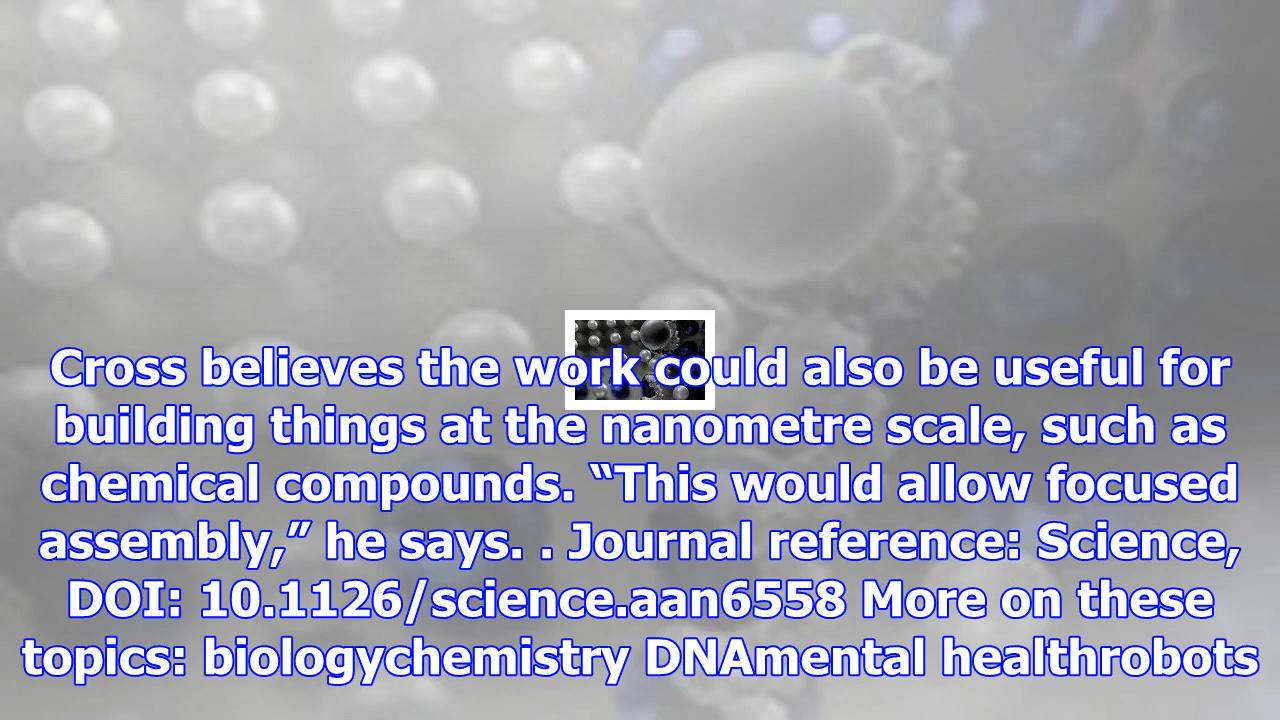 Cross believes the work could also be useful for
building things at the nanometre scale, such as
chemical compounds. “This would allow focused
assembly,” he says. . Journal reference: Science,
DOI: 10.1126/science.aan6558 More on these
topics: biologychemistry DNAmental healthrobots